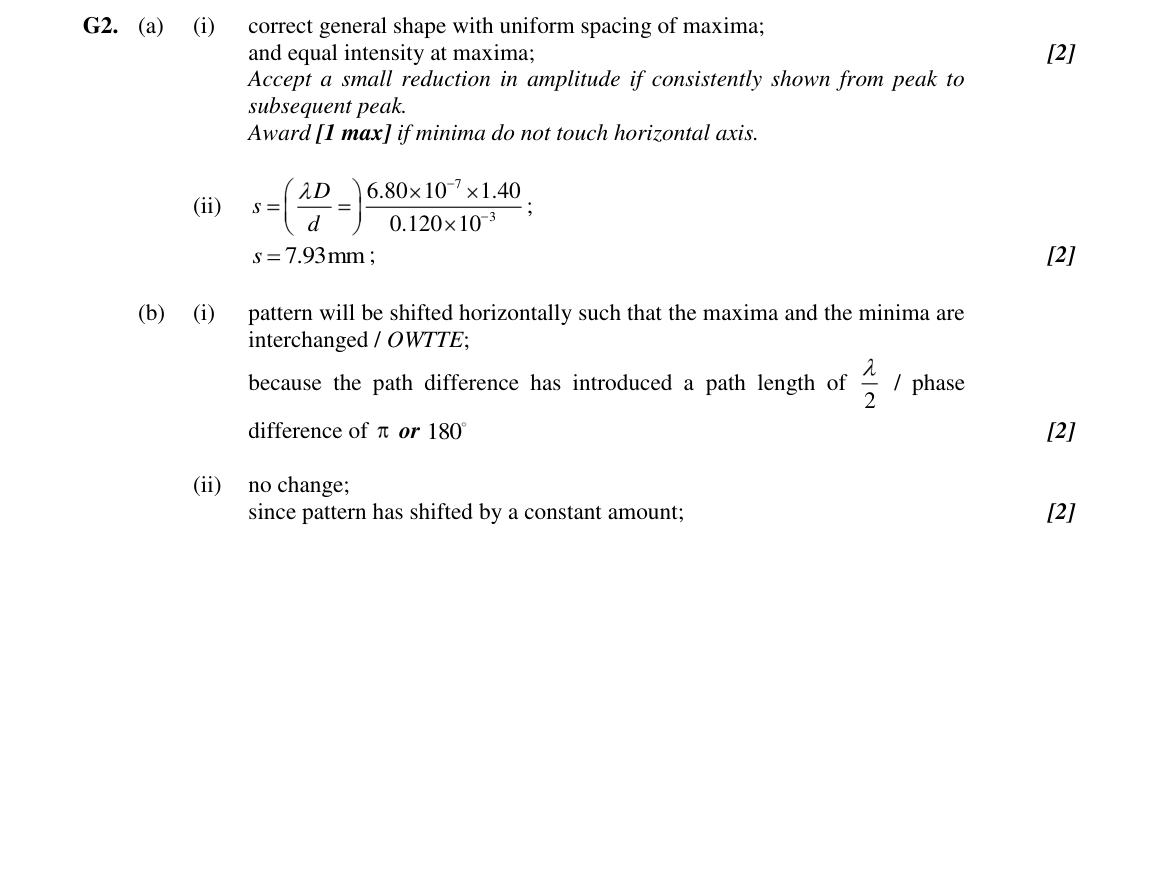 G2. (a) (i) correct general shape with uniform spacing of maxima;
and equal intensity at maxima; [2]
Accept a small reduction in amplitude if consistently shown from peak to
subsequent peak.
Award [1 max] if minima do not touch horizontal axis.
(ii) s = (λD/d =) 6.80×10⁻⁷ ×1.40 / 0.120×10⁻³ ;
s = 7.93mm ; [2]
(b) (i) pattern will be shifted horizontally such that the maxima and the minima are
interchanged / OWTTE;
because the path difference has introduced a path length of λ/2 / phase
difference of π or 180° [2]
(ii) no change;
since pattern has shifted by a constant amount; [2]